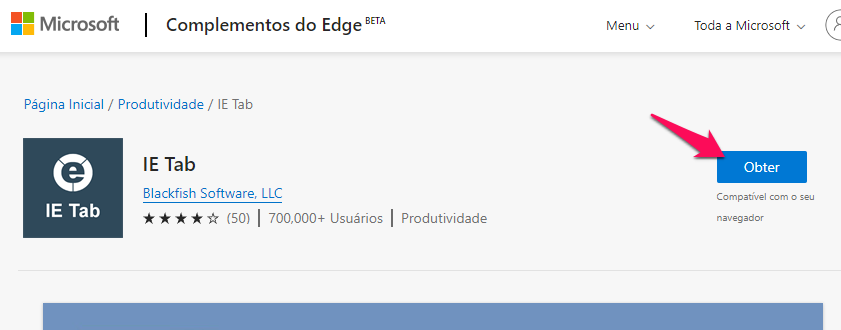 Microsoft Complementos do Edge BETA Menu Toda a Microsoft
Página Inicial / Produtividade / IE Tab
IE Tab
IE Tab
Blackfish Software, LLC
(50) 700,000+ Usuários Produtividade
Obter
Compatível com o seu
navegador